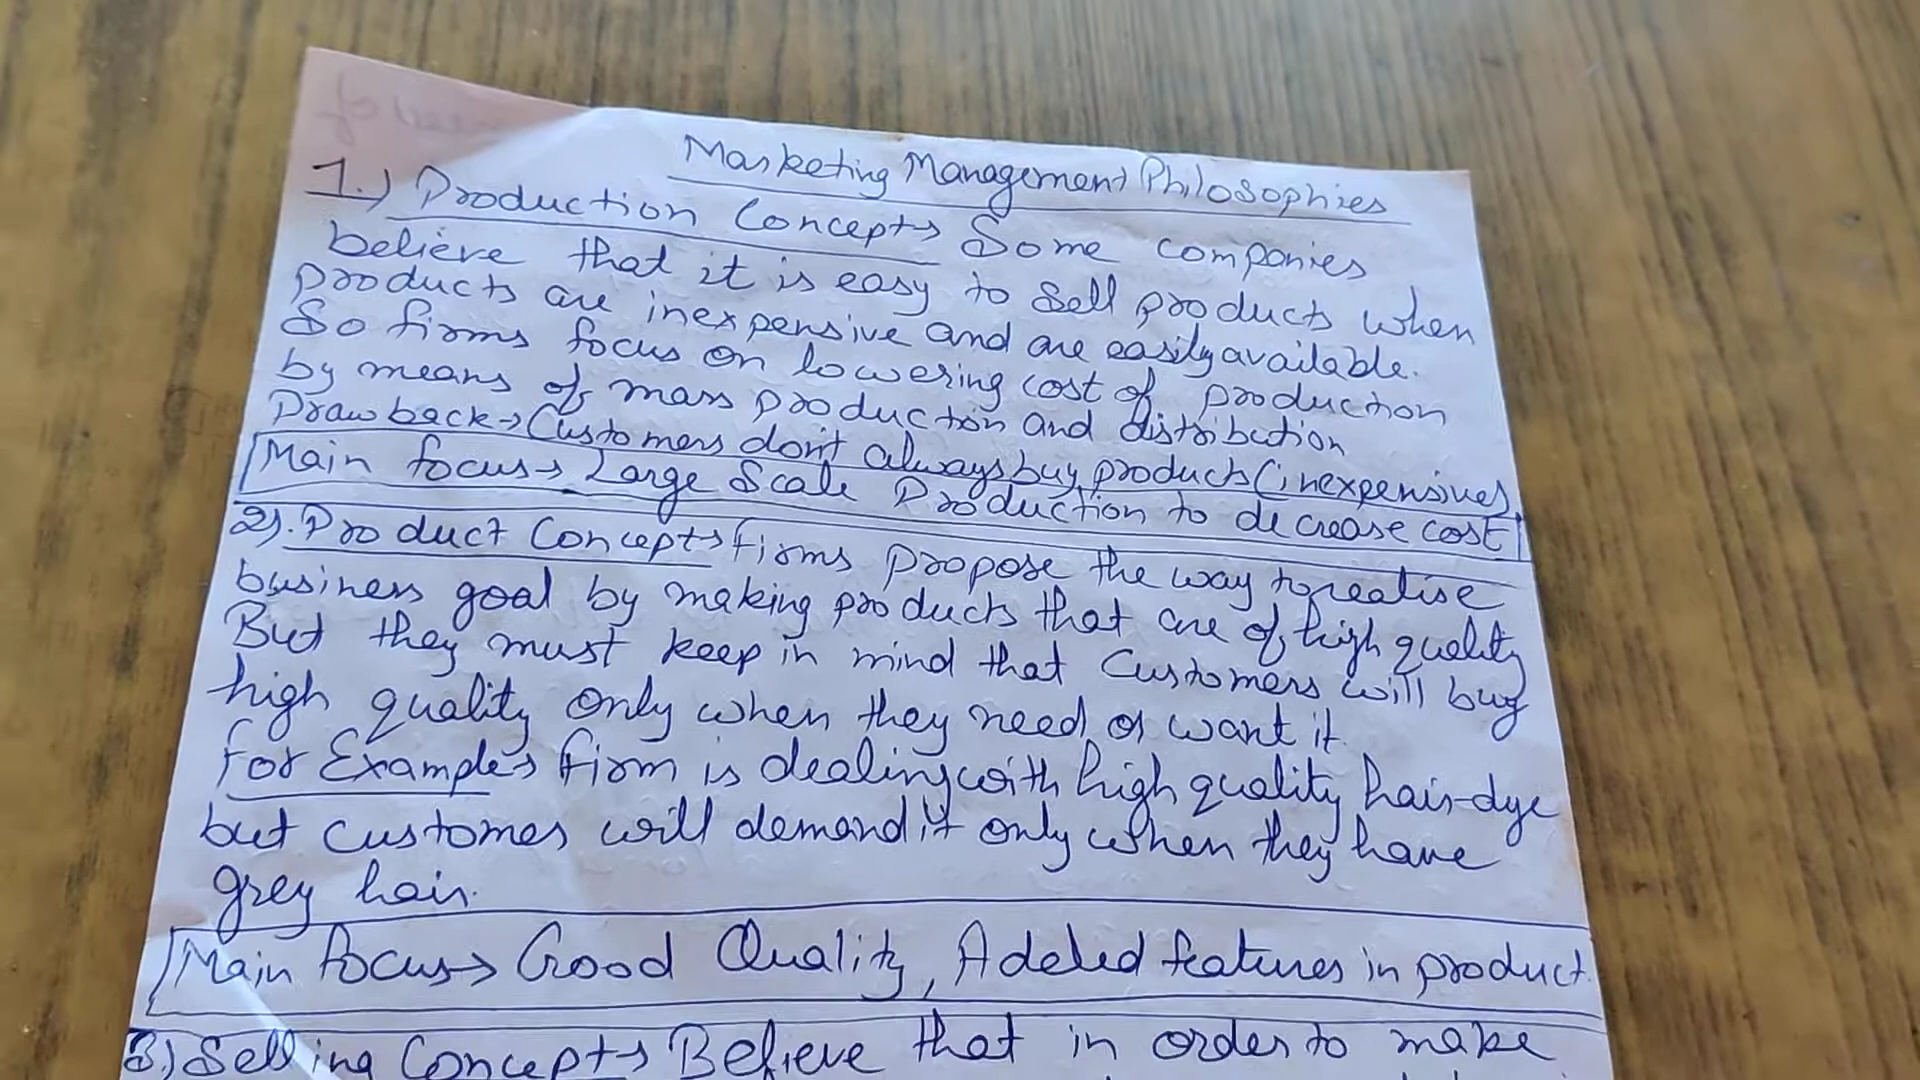 Marketing Management Philosophies
1.) Production Concept → Some companies
believe that it is easy to sell products when
products are inexpensive and are easily available.
So firms focus on lowering cost of production
by means of mass production and distribution
Drawback → Customers don't always buy products (inexpensive)
Main focus → Large Scale Production to decrease cost
2). Product Concept → firms propose the way to realise
business goal by making products that are of high quality
But they must keep in mind that Customers will buy
high quality only when they need or want it
For Example → firm is dealing with high quality hair-dye
but customes will demand it only when they have
grey hair.
Main focus → Good Quality, Added features in product.
3.) Selling Concept → Believe that in order to make